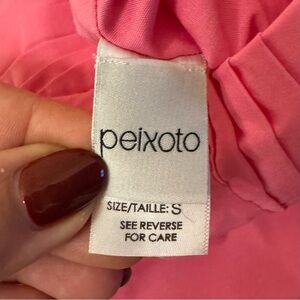 peixoto
SIZE/TAILLE: S
SEE REVERSE
FOR CARE